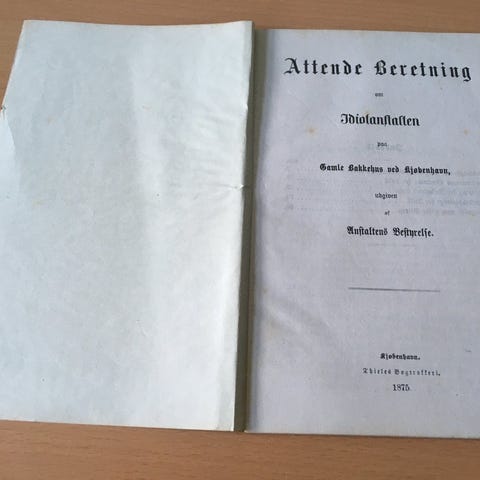 Attende Beretning
om
Idiotanstalten
paa
Gamle Bakkehus ved Kjøbenhavn,
udgiven
af
Anstaltens Bestyrelse.
Kjøbenhavn.
Thieles Bogtrykkeri.
1875.